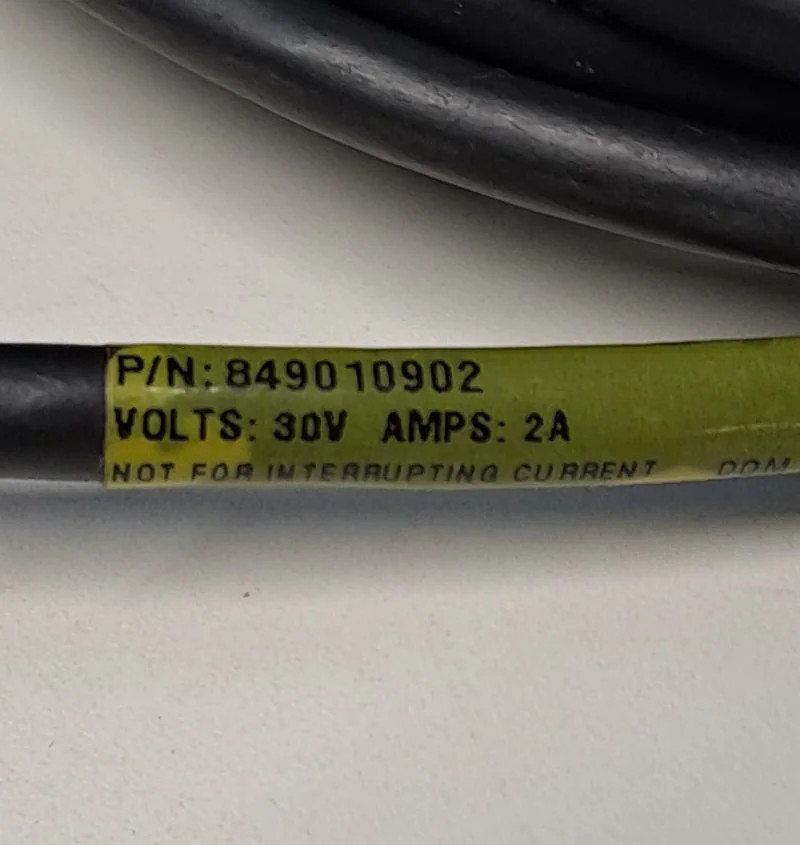 P/N: 849010902
VOLTS: 30V AMPS: 2A
NOT FOR INTERRUPTING CURRENT